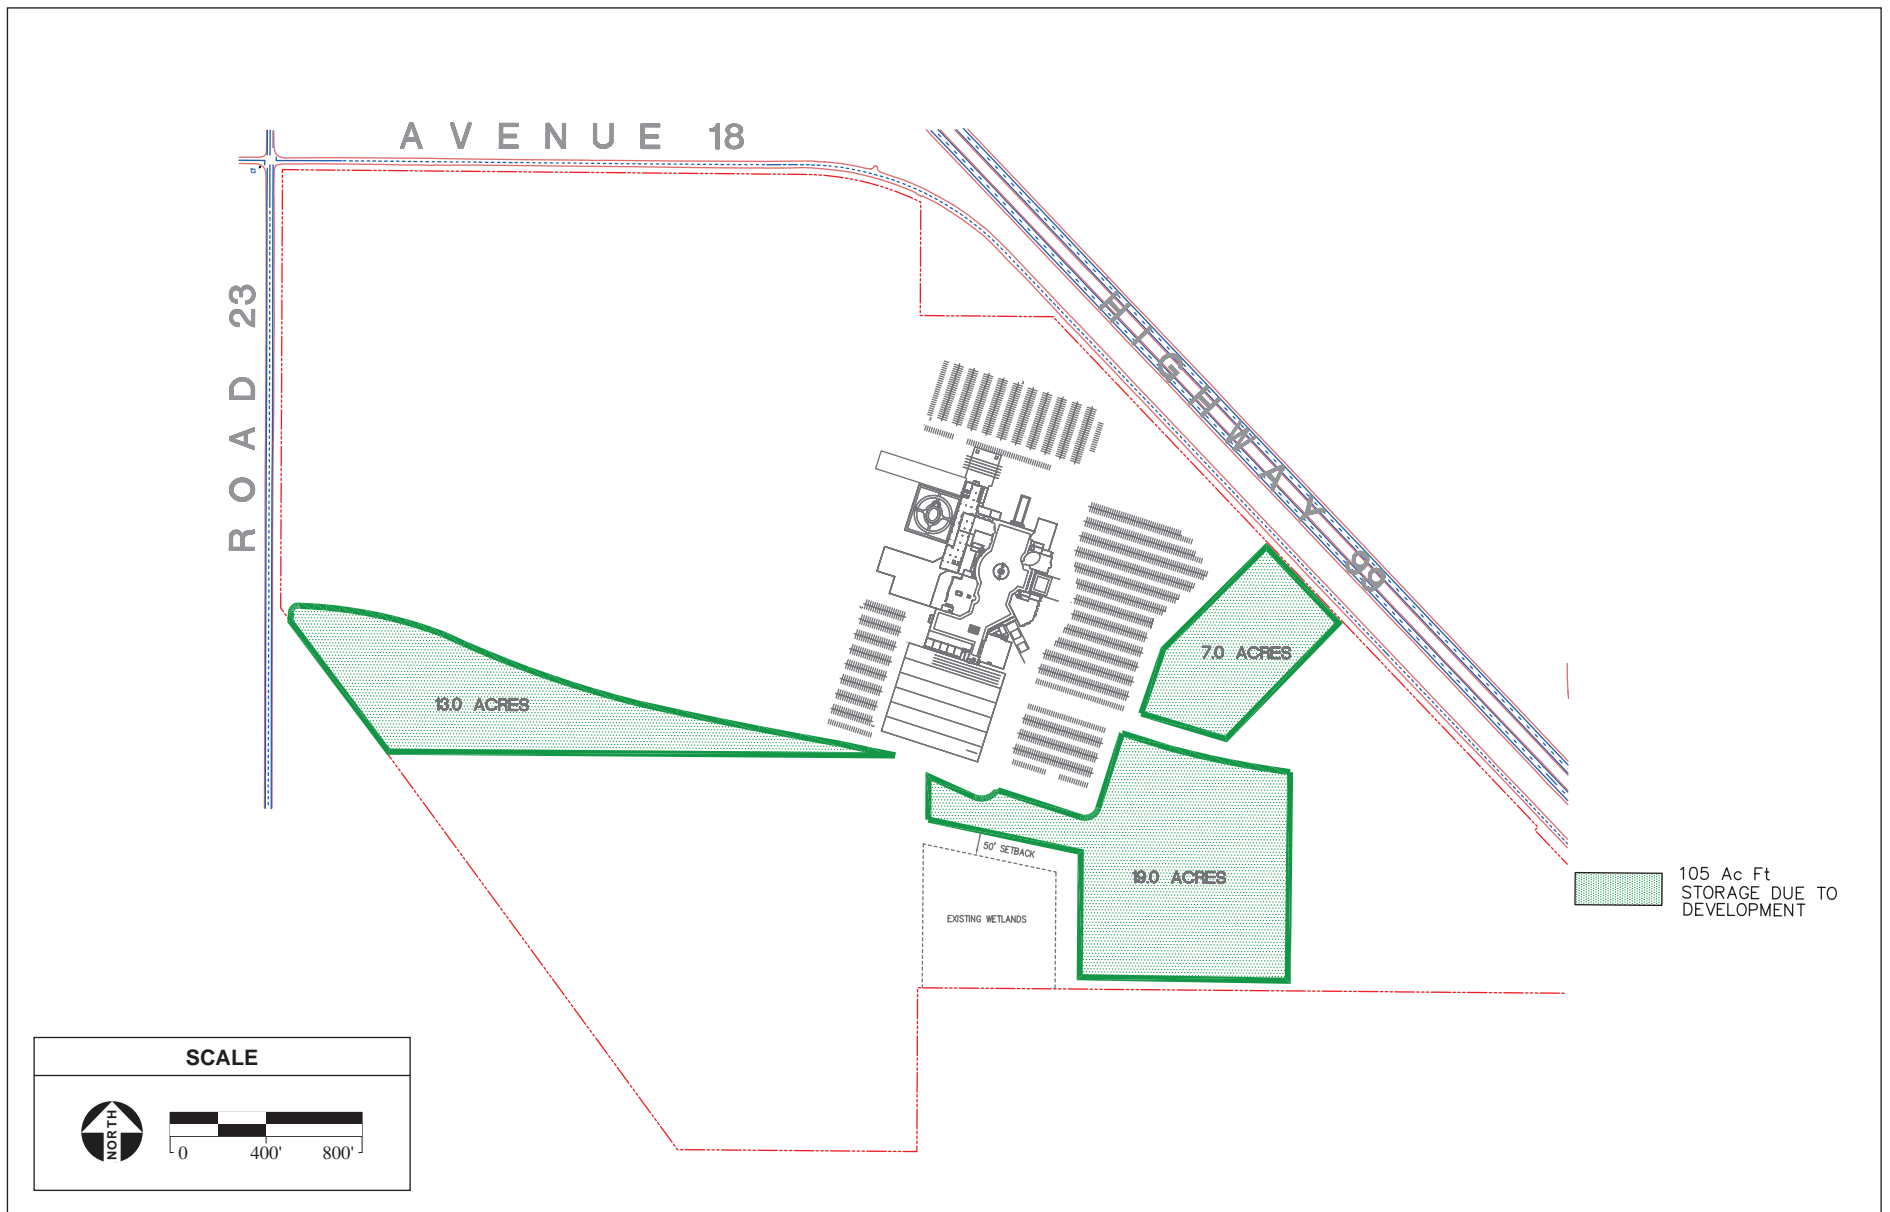 AVENUE 18
ROAD 23
HIGHWAY 99
7.0 ACRES
13.0 ACRES
50' SETBACK
19.0 ACRES
EXISTING WETLANDS
105 Ac Ft
STORAGE DUE TO
DEVELOPMENT
SCALE
NORTH
0 400' 800'